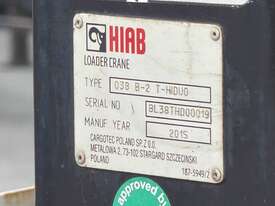 HIAB
LOADER CRANE
TYPE 038 B-2 T-HIDUO
SERIAL NO BL38THD00019
MANUF YEAR 2015
CARGOTEC POLAND SP.Z O.O.
METALOWA 2, 73-102 STARGARD SZCZECINSKI
POLAND
187-5949/2
approved by